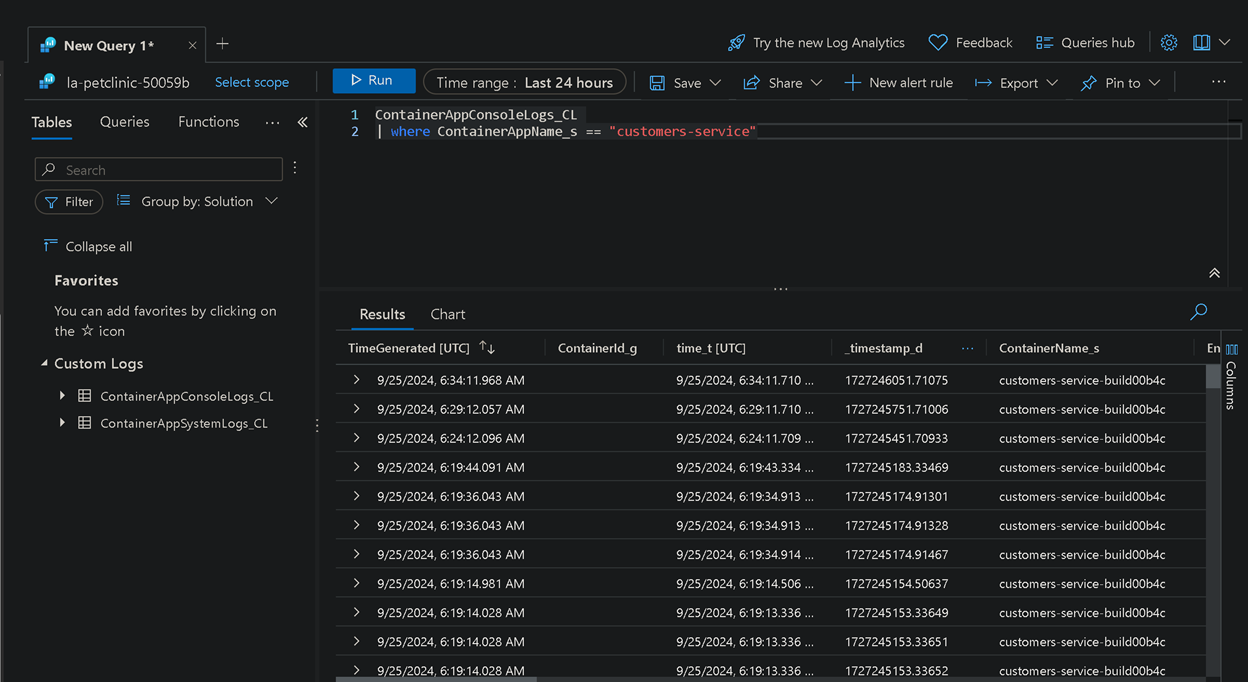 New Query 1*
Try the new Log Analytics Feedback Queries hub
la-petclinic-50059b Select scope Run Time range : Last 24 hours Save Share New alert rule Export Pin to ...
Tables Queries Functions ...
1 ContainerAppConsoleLogs_CL
2 | where ContainerAppName_s == "customers-service"
Search
Filter Group by: Solution
Collapse all
Favorites
You can add favorites by clicking on
the ☆ icon
Custom Logs
ContainerAppConsoleLogs_CL
ContainerAppSystemLogs_CL
...
Results Chart
TimeGenerated [UTC] ContainerId_g time_t [UTC] _timestamp_d ... ContainerName_s En
9/25/2024, 6:34:11.968 AM 9/25/2024, 6:34:11.710 ... 1727246051.71075 customers-service-build00b4c
9/25/2024, 6:29:12.057 AM 9/25/2024, 6:29:11.710 ... 1727245751.71006 customers-service-build00b4c
9/25/2024, 6:24:12.096 AM 9/25/2024, 6:24:11.709 ... 1727245451.70933 customers-service-build00b4c
9/25/2024, 6:19:44.091 AM 9/25/2024, 6:19:43.334 ... 1727245183.33469 customers-service-build00b4c
9/25/2024, 6:19:36.043 AM 9/25/2024, 6:19:34.913 ... 1727245174.91301 customers-service-build00b4c
9/25/2024, 6:19:36.043 AM 9/25/2024, 6:19:34.913 ... 1727245174.91328 customers-service-build00b4c
9/25/2024, 6:19:36.043 AM 9/25/2024, 6:19:34.914 ... 1727245174.91467 customers-service-build00b4c
9/25/2024, 6:19:14.981 AM 9/25/2024, 6:19:14.506 ... 1727245154.50637 customers-service-build00b4c
9/25/2024, 6:19:14.028 AM 9/25/2024, 6:19:13.336 ... 1727245153.33649 customers-service-build00b4c
9/25/2024, 6:19:14.028 AM 9/25/2024, 6:19:13.336 ... 1727245153.33651 customers-service-build00b4c
9/25/2024, 6:19:14.028 AM 9/25/2024, 6:19:13.336 ... 1727245153.33652 customers-service-build00b4c
Columns